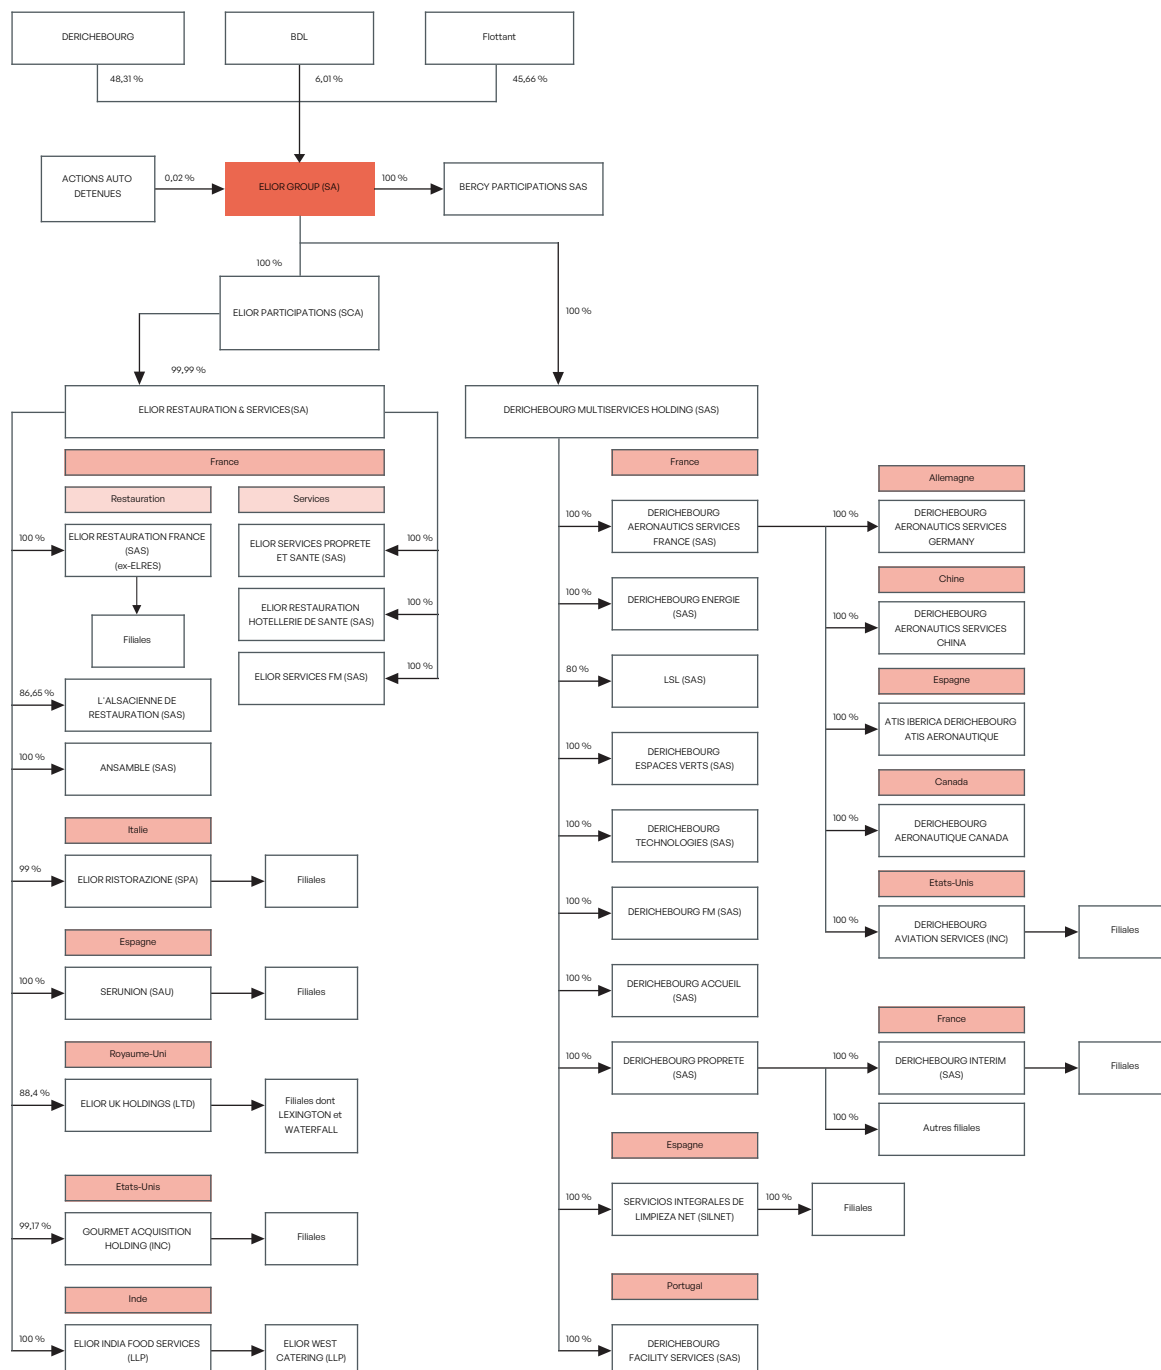 DERICHEBOURG
BDL
Flottant
48,31 %
6,01 %
45,66 %
ACTIONS AUTO
DETENUES
0,02 %
ELIOR GROUP (SA)
100 %
BERCY PARTICIPATIONS SAS
100 %
ELIOR PARTICIPATIONS (SCA)
100 %
99,99 %
ELIOR RESTAURATION & SERVICES(SA)
France
Restauration
Services
100 %
ELIOR RESTAURATION FRANCE
(SAS)
(ex-ELRES)
Filiales
ELIOR SERVICES PROPRETE
ET SANTE (SAS)
100 %
ELIOR RESTAURATION
HOTELLERIE DE SANTE (SAS)
100 %
ELIOR SERVICES FM (SAS)
100 %
86,65 %
L'ALSACIENNE DE
RESTAURATION (SAS)
100 %
ANSAMBLE (SAS)
Italie
99 %
ELIOR RISTORAZIONE (SPA)
Filiales
Espagne
100 %
SERUNION (SAU)
Filiales
Royaume-Uni
88,4 %
ELIOR UK HOLDINGS (LTD)
Filiales dont
LEXINGTON et
WATERFALL
Etats-Unis
99,17 %
GOURMET ACQUISITION
HOLDING (INC)
Filiales
Inde
100 %
ELIOR INDIA FOOD SERVICES
(LLP)
ELIOR WEST
CATERING (LLP)
DERICHEBOURG MULTISERVICES HOLDING (SAS)
France
100 %
DERICHEBOURG
AERONAUTICS SERVICES
FRANCE (SAS)
100 %
DERICHEBOURG ENERGIE
(SAS)
80 %
LSL (SAS)
100 %
DERICHEBOURG
ESPACES VERTS (SAS)
100 %
DERICHEBOURG
TECHNOLOGIES (SAS)
100 %
DERICHEBOURG FM (SAS)
100 %
DERICHEBOURG ACCUEIL
(SAS)
100 %
DERICHEBOURG PROPRETE
(SAS)
Espagne
100 %
SERVICIOS INTEGRALES DE
LIMPIEZA NET (SILNET)
100 %
Filiales
Portugal
100 %
DERICHEBOURG
FACILITY SERVICES (SAS)
Allemagne
100 %
DERICHEBOURG
AERONAUTICS SERVICES
GERMANY
Chine
100 %
DERICHEBOURG
AERONAUTICS SERVICES
CHINA
Espagne
100 %
ATIS IBERICA DERICHEBOURG
ATIS AERONAUTIQUE
Canada
100 %
DERICHEBOURG
AERONAUTIQUE CANADA
Etats-Unis
100 %
DERICHEBOURG
AVIATION SERVICES (INC)
Filiales
France
100 %
DERICHEBOURG INTERIM
(SAS)
Filiales
100 %
Autres filiales